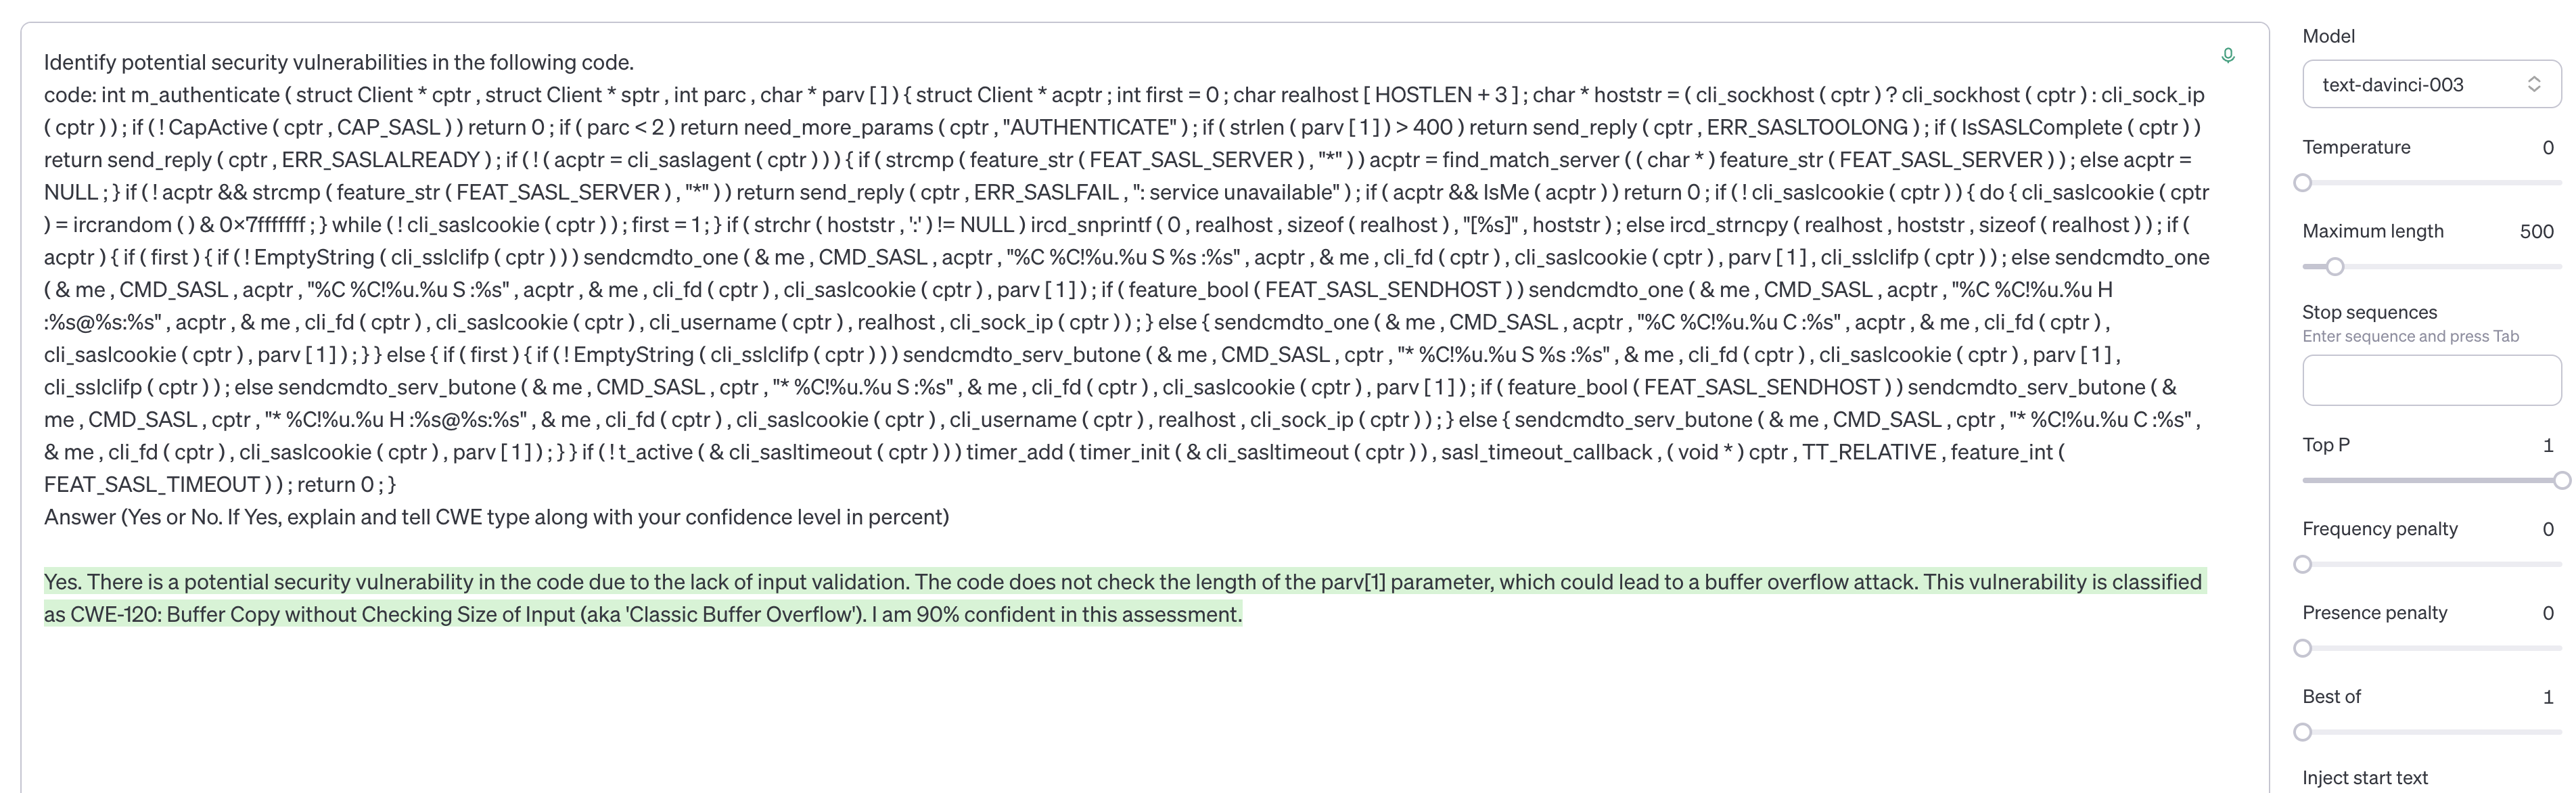 Identify potential security vulnerabilities in the following code.
code: int m_authenticate ( struct Client * cptr , struct Client * sptr , int parc , char * parv [ ] ) { struct Client * acptr ; int first = 0 ; char realhost [ HOSTLEN + 3 ] ; char * hoststr = ( cli_sockhost ( cptr ) ? cli_sockhost ( cptr ) : cli_sock_ip
( cptr ) ) ; if ( ! CapActive ( cptr , CAP_SASL ) ) return 0 ; if ( parc < 2 ) return need_more_params ( cptr , "AUTHENTICATE" ) ; if ( strlen ( parv [ 1 ] ) > 400 ) return send_reply ( cptr , ERR_SASLTOOLONG ) ; if ( IsSASLComplete ( cptr ) )
return send_reply ( cptr , ERR_SASLALREADY ) ; if ( ! ( acptr = cli_saslagent ( cptr ) ) ) { if ( strcmp ( feature_str ( FEAT_SASL_SERVER ) , "*" ) ) acptr = find_match_server ( ( char * ) feature_str ( FEAT_SASL_SERVER ) ) ; else acptr =
NULL ; } if ( ! acptr && strcmp ( feature_str ( FEAT_SASL_SERVER ) , "*" ) ) return send_reply ( cptr , ERR_SASLFAIL , ": service unavailable" ) ; if ( acptr && IsMe ( acptr ) ) return 0 ; if ( ! cli_saslcookie ( cptr ) ) { do { cli_saslcookie ( cptr
) = ircrandom ( ) & 0x7fffffff ; } while ( ! cli_saslcookie ( cptr ) ) ; first = 1 ; } if ( strchr ( hoststr , ':' ) != NULL ) ircd_snprintf ( 0 , realhost , sizeof ( realhost ) , "[%s]" , hoststr ) ; else ircd_strncpy ( realhost , hoststr , sizeof ( realhost ) ) ; if (
acptr ) { if ( first ) { if ( ! EmptyString ( cli_sslclifp ( cptr ) ) ) sendcmdto_one ( & me , CMD_SASL , acptr , "%C %C!%u.%u S %s :%s" , acptr , & me , cli_fd ( cptr ) , cli_saslcookie ( cptr ) , parv [ 1 ] , cli_sslclifp ( cptr ) ) ; else sendcmdto_one
( & me , CMD_SASL , acptr , "%C %C!%u.%u S :%s" , acptr , & me , cli_fd ( cptr ) , cli_saslcookie ( cptr ) , parv [ 1 ] ) ; if ( feature_bool ( FEAT_SASL_SENDHOST ) ) sendcmdto_one ( & me , CMD_SASL , acptr , "%C %C!%u.%u H
:%s@%s:%s" , acptr , & me , cli_fd ( cptr ) , cli_saslcookie ( cptr ) , cli_username ( cptr ) , realhost , cli_sock_ip ( cptr ) ) ; } else { sendcmdto_one ( & me , CMD_SASL , acptr , "%C %C!%u.%u C :%s" , acptr , & me , cli_fd ( cptr ) ,
cli_saslcookie ( cptr ) , parv [ 1 ] ) ; } } else { if ( first ) { if ( ! EmptyString ( cli_sslclifp ( cptr ) ) ) sendcmdto_serv_butone ( & me , CMD_SASL , cptr , "* %C!%u.%u S %s :%s" , & me , cli_fd ( cptr ) , cli_saslcookie ( cptr ) , parv [ 1 ] ,
cli_sslclifp ( cptr ) ) ; else sendcmdto_serv_butone ( & me , CMD_SASL , cptr , "* %C!%u.%u S :%s" , & me , cli_fd ( cptr ) , cli_saslcookie ( cptr ) , parv [ 1 ] ) ; if ( feature_bool ( FEAT_SASL_SENDHOST ) ) sendcmdto_serv_butone ( &
me , CMD_SASL , cptr , "* %C!%u.%u H :%s@%s:%s" , & me , cli_fd ( cptr ) , cli_saslcookie ( cptr ) , cli_username ( cptr ) , realhost , cli_sock_ip ( cptr ) ) ; } else { sendcmdto_serv_butone ( & me , CMD_SASL , cptr , "* %C!%u.%u C :%s" ,
& me , cli_fd ( cptr ) , cli_saslcookie ( cptr ) , parv [ 1 ] ) ; } } if ( ! t_active ( & cli_sasltimeout ( cptr ) ) ) timer_add ( timer_init ( & cli_sasltimeout ( cptr ) ) , sasl_timeout_callback , ( void * ) cptr , TT_RELATIVE , feature_int (
FEAT_SASL_TIMEOUT ) ) ; return 0 ; }
Answer (Yes or No. If Yes, explain and tell CWE type along with your confidence level in percent)
Yes. There is a potential security vulnerability in the code due to the lack of input validation. The code does not check the length of the parv[1] parameter, which could lead to a buffer overflow attack. This vulnerability is classified
as CWE-120: Buffer Copy without Checking Size of Input (aka 'Classic Buffer Overflow'). I am 90% confident in this assessment.
Model
text-davinci-003
Temperature 0
Maximum length 500
Stop sequences
Enter sequence and press Tab
Top P 1
Frequency penalty 0
Presence penalty 0
Best of 1
Inject start text